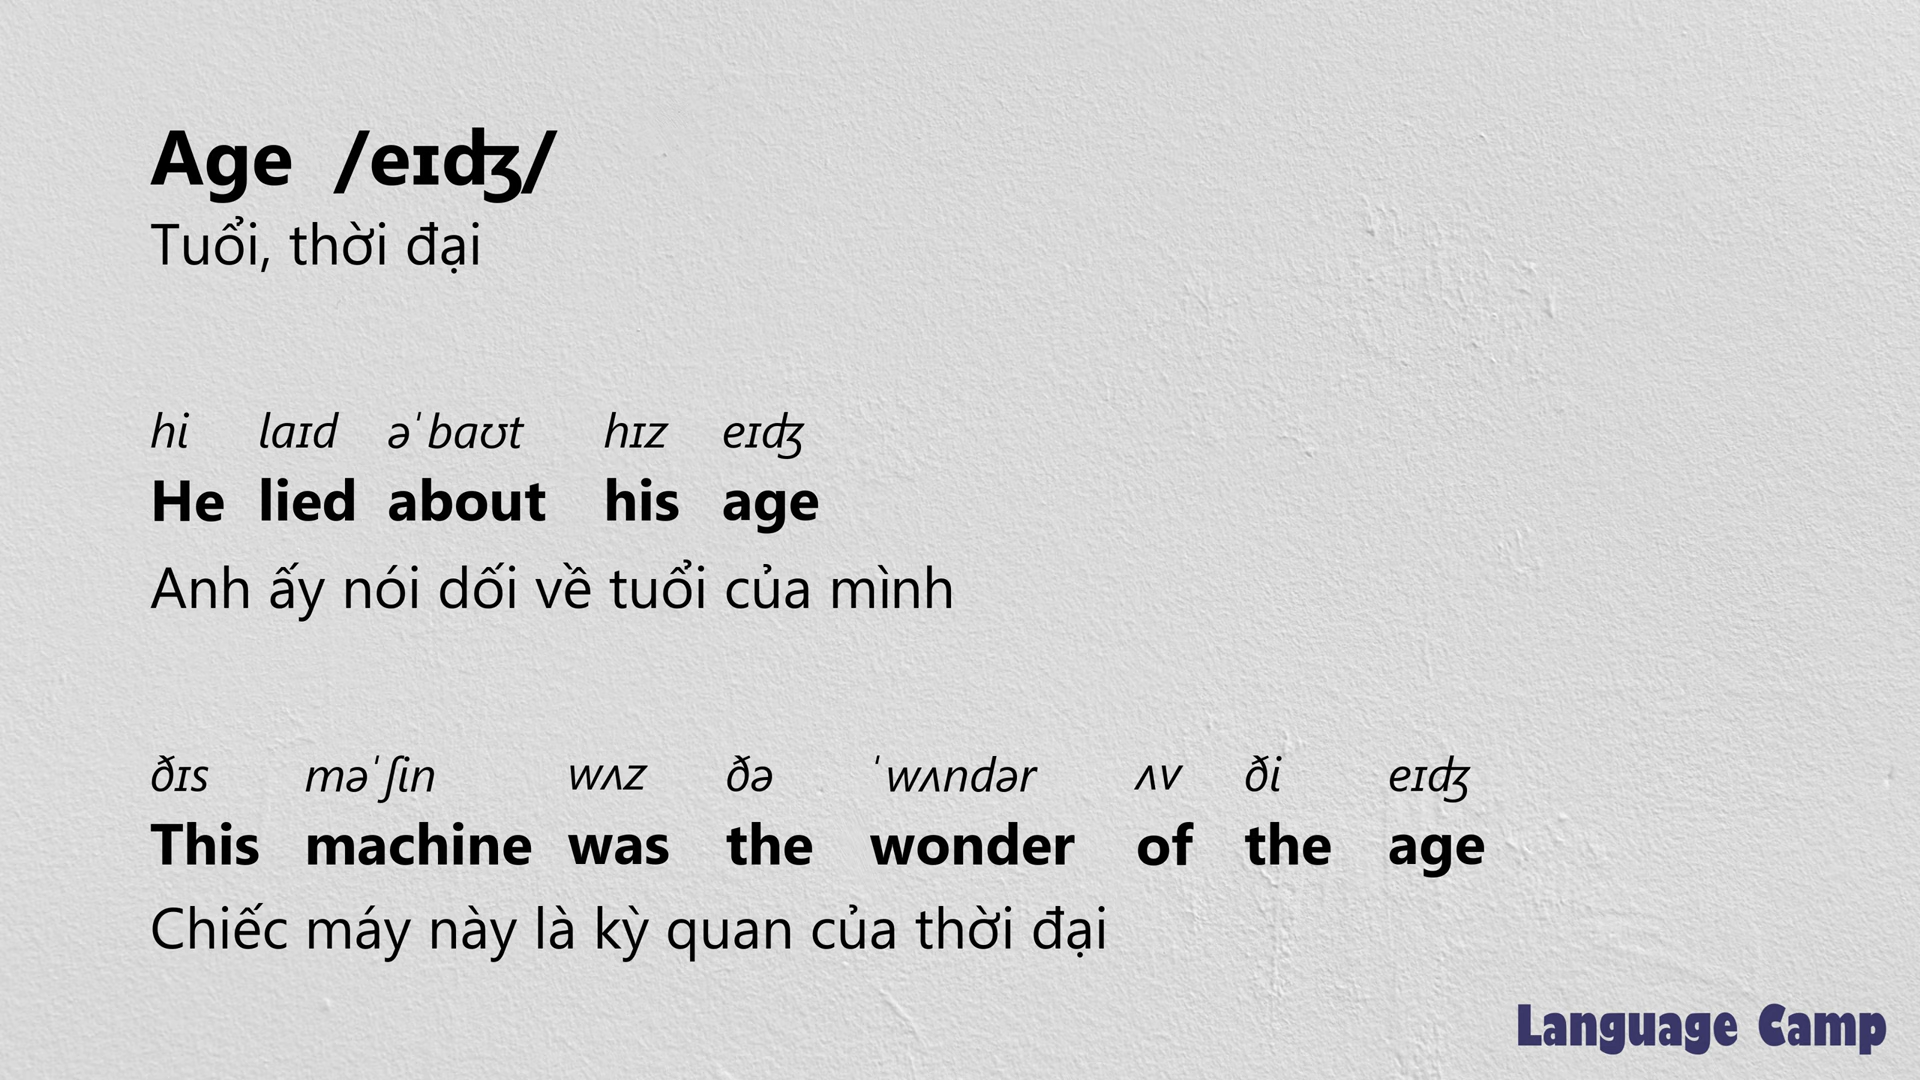 Age /eɪʤ/
Tuổi, thời đại
hi laɪd əˈbaʊt hɪz eɪʤ
He lied about his age
Anh ấy nói dối về tuổi của mình
ðɪs məˈʃin wʌz ðə ˈwʌndər ʌv ði eɪʤ
This machine was the wonder of the age
Chiếc máy này là kỳ quan của thời đại
Language Camp